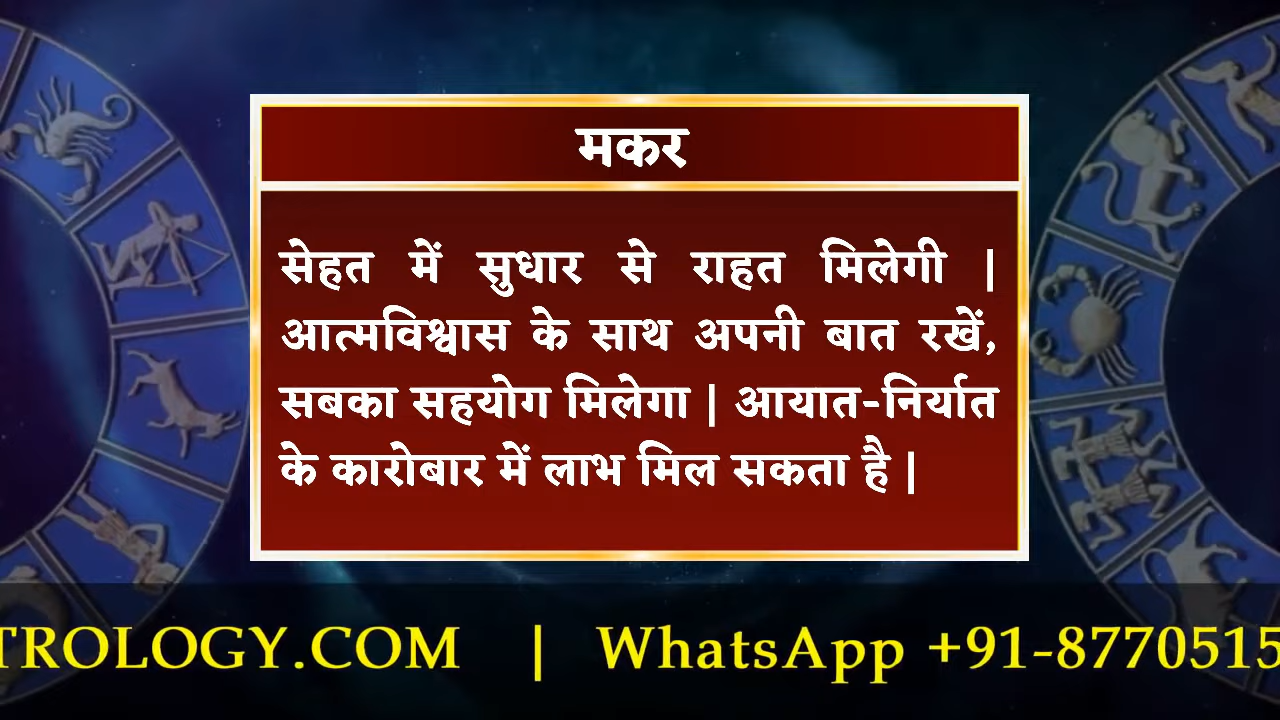 मकर
सेहत में सुधार से राहत मिलेगी |
आत्मविश्वास के साथ अपनी बात रखें,
सबका सहयोग मिलेगा | आयात-निर्यात
के कारोबार में लाभ मिल सकता है |
TROLOGY.COM | WhatsApp +91-8770515